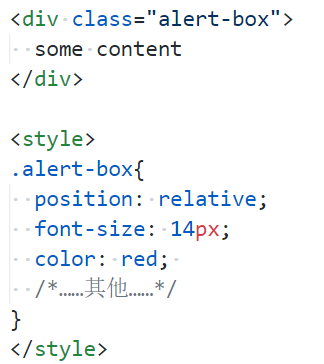 <div class="alert-box">
  some content
</div>

<style>
.alert-box{
  position: relative;
  font-size: 14px;
  color: red;
  /*……其他……*/
}
</style>